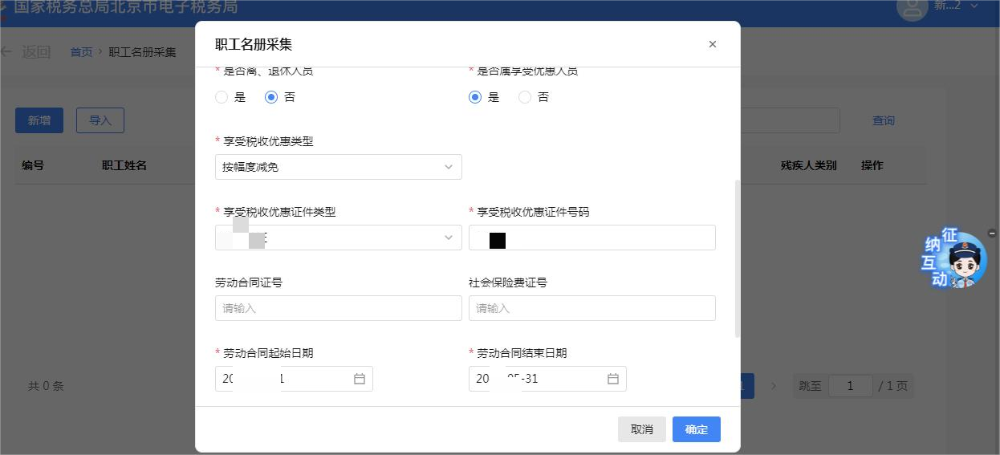 国家税务总局北京市电子税务局
新...2
返回 首页 职工名册采集
职工名册采集
* 是否离、退休人员 * 是否属享受优惠人员
是 否 是 否
新增 导入 查询
* 享受税收优惠类型
按幅度减免
编号 职工姓名 残疾人类别 操作
* 享受税收优惠证件类型 * 享受税收优惠证件号码
征
纳
互
动
劳动合同证号 社会保险费证号
请输入 请输入
* 劳动合同起始日期 * 劳动合同结束日期
20 1 20 05-31
共 0 条 1 跳至 1 / 1 页
取消 确定